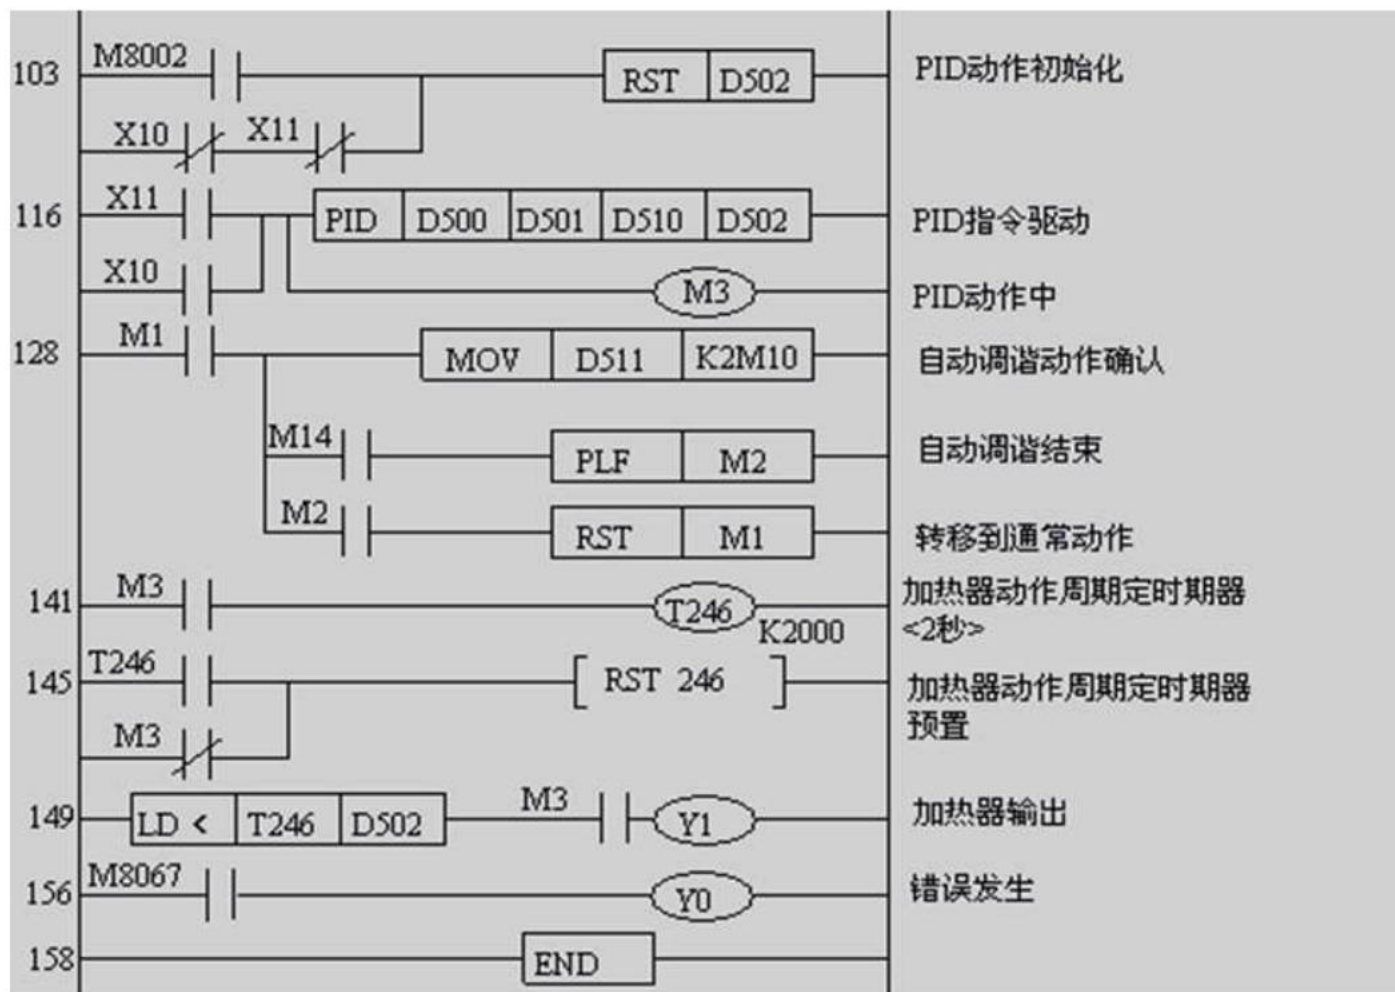 M8002
103 RST D502 PID动作初始化
X10 X11
X11
116 PID D500 D501 D510 D502 PID指令驱动
X10
M3 PID动作中
M1
128 MOV D511 K2M10 自动调谐动作确认
M14
PLF M2 自动调谐结束
M2
RST M1 转移到通常动作
M3
141 T246 加热器动作周期定时期器
K2000 <2秒>
T246
145 RST 246 加热器动作周期定时期器
预置
M3
149 LD < T246 D502 M3 Y1 加热器输出
M8067
156 Y0 错误发生
158 END